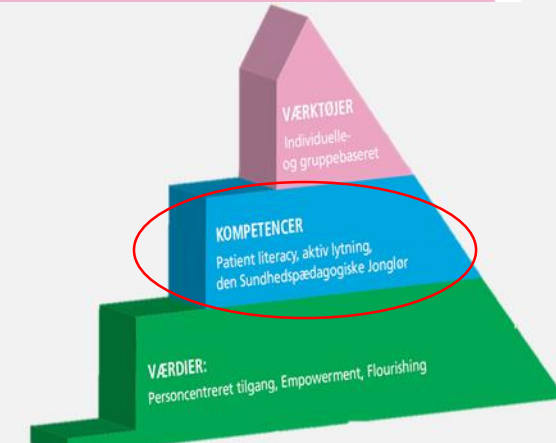 VÆRKTØJER
Individuelle-
og gruppebaseret
KOMPETENCER
Patient literacy, aktiv lytning,
den Sundhedspædagogiske Jonglør
VÆRDIER:
Personcentreret tilgang, Empowerment, Flourishing